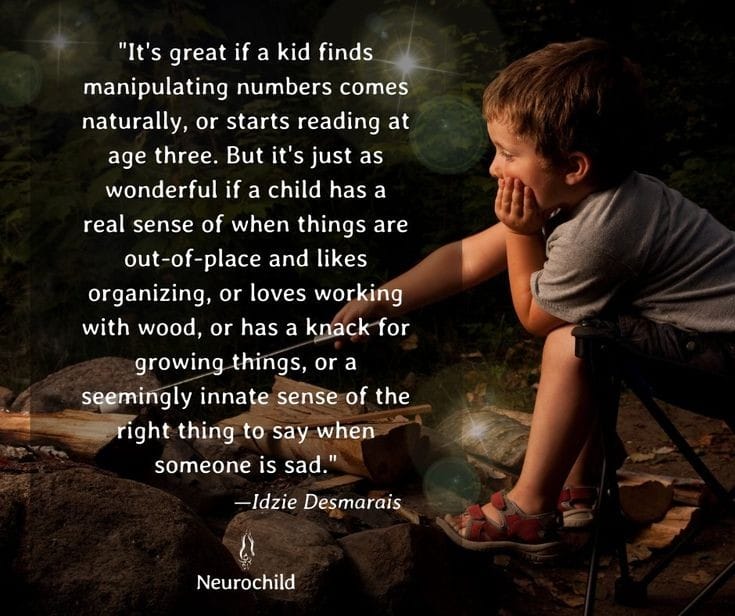 "It's great if a kid finds
manipulating numbers comes
naturally, or starts reading at
age three. But it's just as
wonderful if a child has a
real sense of when things are
out-of-place and likes
organizing, or loves working
with wood, or has a knack for
growing things, or a
seemingly innate sense of the
right thing to say when
someone is sad."
—Idzie Desmarais
Neurochild